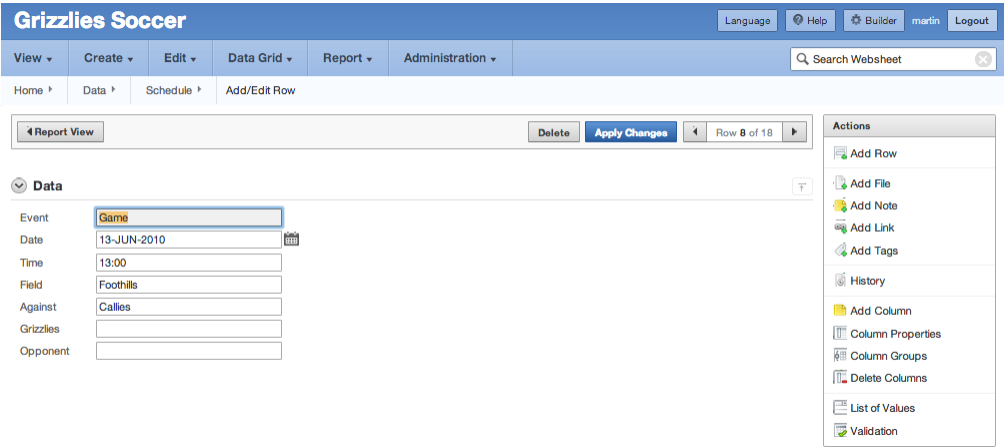 Grizzlies Soccer
Language Help Builder martin Logout
View Create Edit Data Grid Report Administration Search Websheet
Home Data Schedule Add/Edit Row
Report View Delete Apply Changes Row 8 of 18
Actions
Add Row
Add File
Add Note
Add Link
Add Tags
History
Add Column
Column Properties
Column Groups
Delete Columns
List of Values
Validation
Data
Event Game
Date 13-JUN-2010
Time 13:00
Field Foothills
Against Callies
Grizzlies
Opponent